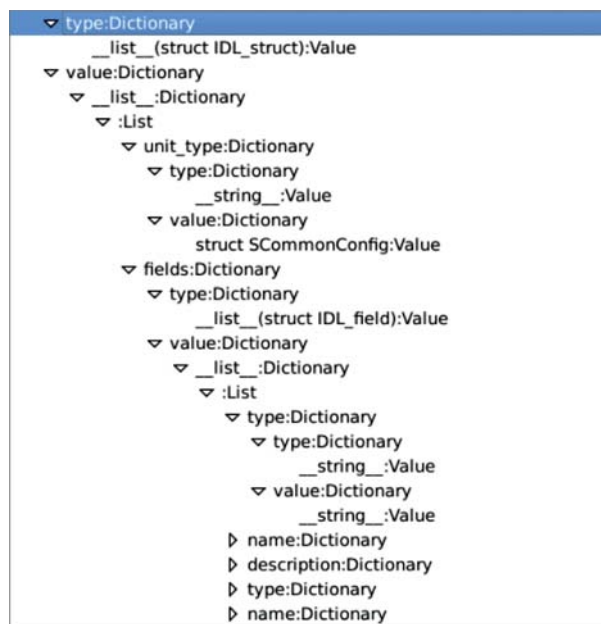 type:Dictionary
__list__(struct IDL_struct):Value
value:Dictionary
__list__:Dictionary
:List
unit_type:Dictionary
type:Dictionary
__string__:Value
value:Dictionary
struct SCommonConfig:Value
fields:Dictionary
type:Dictionary
__list__(struct IDL_field):Value
value:Dictionary
__list__:Dictionary
:List
type:Dictionary
type:Dictionary
__string__:Value
value:Dictionary
__string__:Value
name:Dictionary
description:Dictionary
type:Dictionary
name:Dictionary